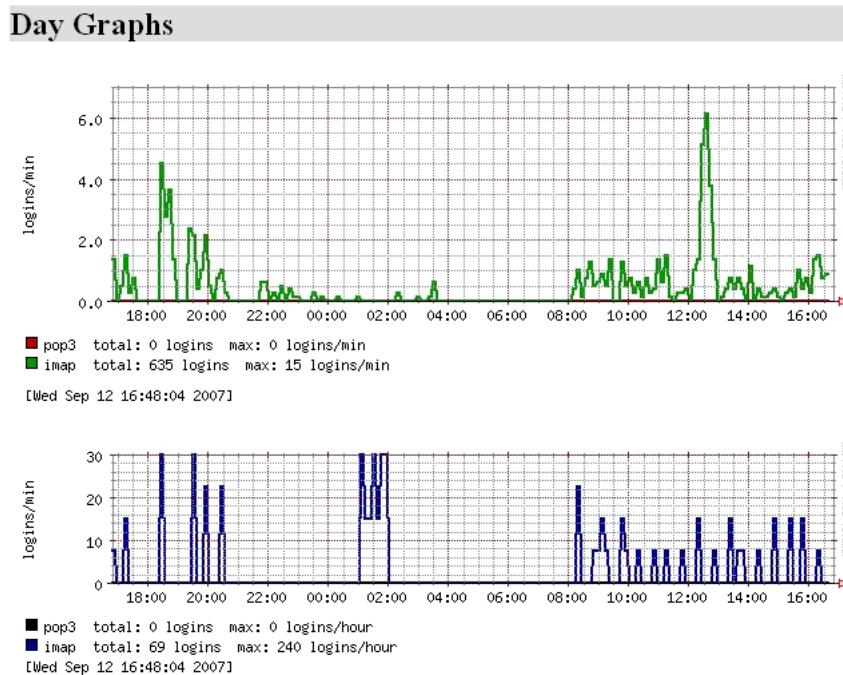 Day Graphs
6.0
4.0
2.0
0.0
logins/min
18:00 20:00 22:00 00:00 02:00 04:00 06:00 08:00 10:00 12:00 14:00 16:00
pop3 total: 0 logins max: 0 logins/min
imap total: 635 logins max: 15 logins/min
[Wed Sep 12 16:48:04 2007]
30
20
10
0
logins/min
18:00 20:00 22:00 00:00 02:00 04:00 06:00 08:00 10:00 12:00 14:00 16:00
pop3 total: 0 logins max: 0 logins/hour
imap total: 69 logins max: 240 logins/hour
[Wed Sep 12 16:48:04 2007]